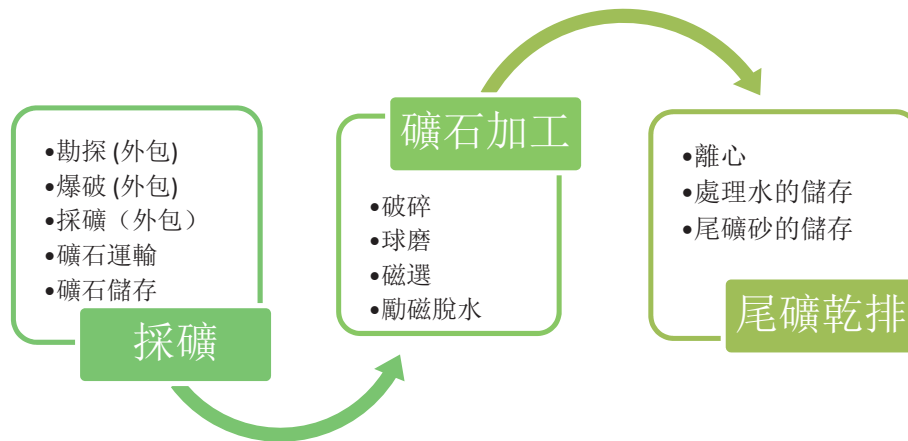 •勘探 (外包)
•爆破 (外包)
•採礦（外包）
•礦石運輸
•礦石儲存
採礦
礦石加工
•破碎
•球磨
•磁選
•勵磁脫水
•離心
•處理水的儲存
•尾礦砂的儲存
尾礦乾排